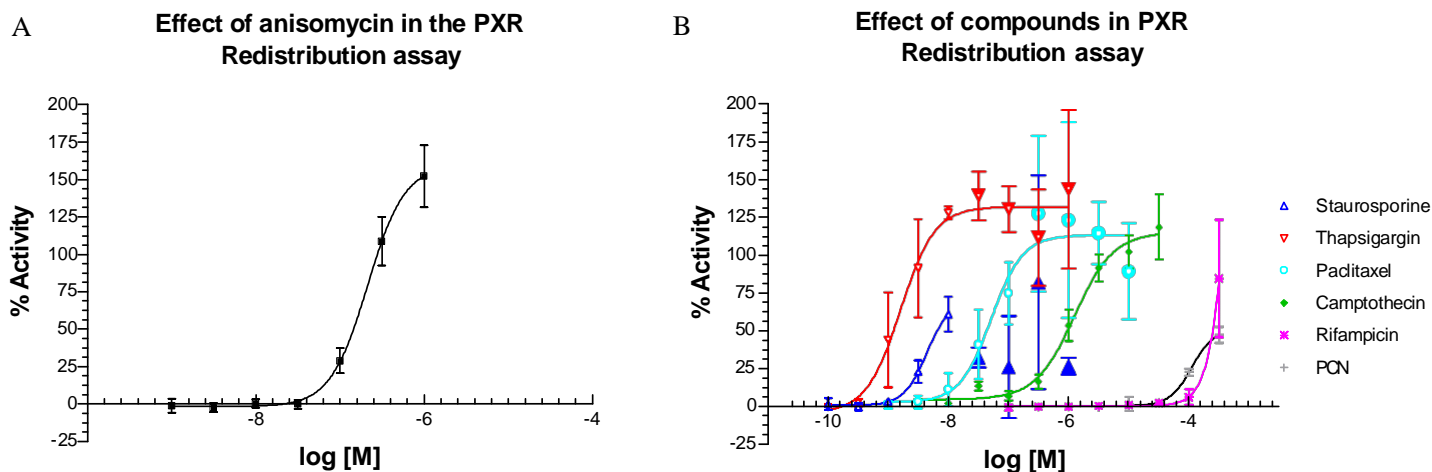 A
Effect of anisomycin in the PXR
Redistribution assay
200
175
150
125
100
75
50
25
0
-25
% Activity
-8
-6
-4
log [M]
B
Effect of compounds in PXR
Redistribution assay
200
175
150
125
100
75
50
25
0
-25
% Activity
-10
-8
-6
-4
log [M]
Staurosporine
Thapsigargin
Paclitaxel
Camptothecin
Rifampicin
PCN